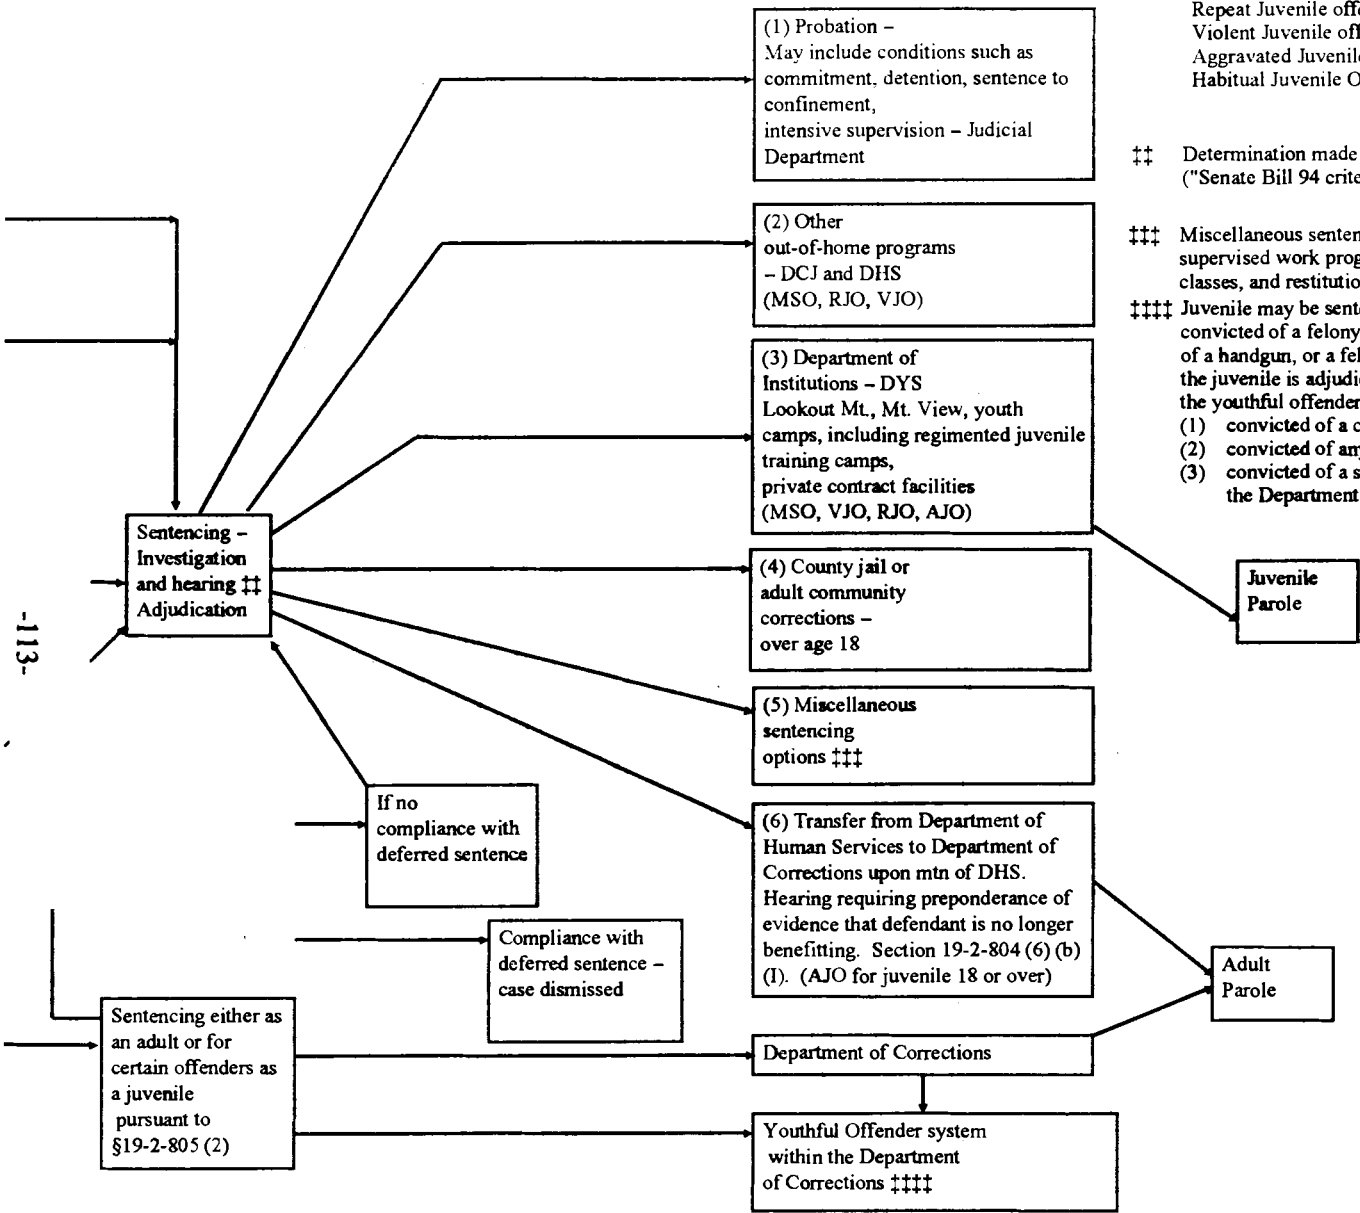 (1) Probation –
May include conditions such as
commitment, detention, sentence to
confinement,
intensive supervision – Judicial
Department
(2) Other
out-of-home programs
– DCJ and DHS
(MSO, RJO, VJO)
(3) Department of
Institutions – DYS
Lookout Mt., Mt. View, youth
camps, including regimented juvenile
training camps,
private contract facilities
(MSO, VJO, RJO, AJO)
(4) County jail or
adult community
corrections –
over age 18
(5) Miscellaneous
sentencing
options ‡‡‡
(6) Transfer from Department of
Human Services to Department of
Corrections upon mtn of DHS.
Hearing requiring preponderance of
evidence that defendant is no longer
benefitting. Section 19-2-804 (6) (b)
(I). (AJO for juvenile 18 or over)
Department of Corrections
Youthful Offender system
within the Department
of Corrections ‡‡‡‡
Sentencing –
Investigation
and hearing ‡‡
Adjudication
If no
compliance with
deferred sentence
Compliance with
deferred sentence –
case dismissed
Sentencing either as
an adult or for
certain offenders as
a juvenile
pursuant to
§19-2-805 (2)
Juvenile
Parole
Adult
Parole
Repeat Juvenile
Violent Juvenile
Aggravated Juvenile
Habitual Juvenile
‡‡ Determination made
("Senate Bill 94
‡‡‡ Miscellaneous
supervised work
classes, and
‡‡‡‡ Juvenile may be
convicted of a felony
of a handgun, or a
the juvenile is
the youthful offender
(1) convicted of a
(2) convicted of
(3) convicted of a
the Department
-113-